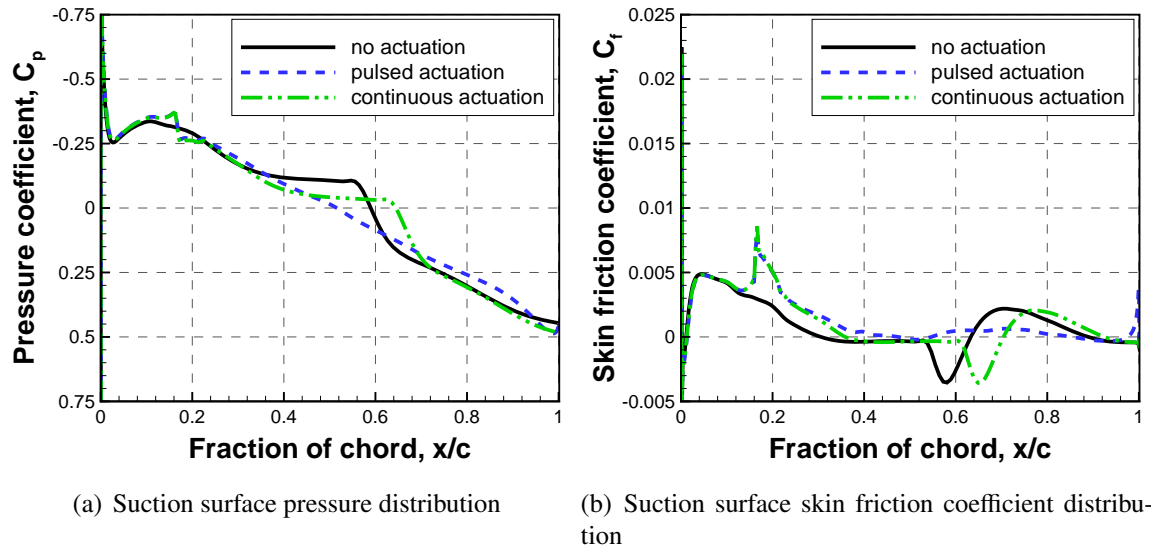 -0.75
-0.5
-0.25
0
0.25
0.5
0.75
0
0.2
0.4
0.6
0.8
1
Pressure coefficient, Cp
Fraction of chord, x/c
no actuation
pulsed actuation
continuous actuation
(a) Suction surface pressure distribution
0.025
0.02
0.015
0.01
0.005
0
-0.005
0
0.2
0.4
0.6
0.8
1
Skin friction coefficient, Cf
Fraction of chord, x/c
no actuation
pulsed actuation
continuous actuation
(b) Suction surface skin friction coefficient distribu-
tion